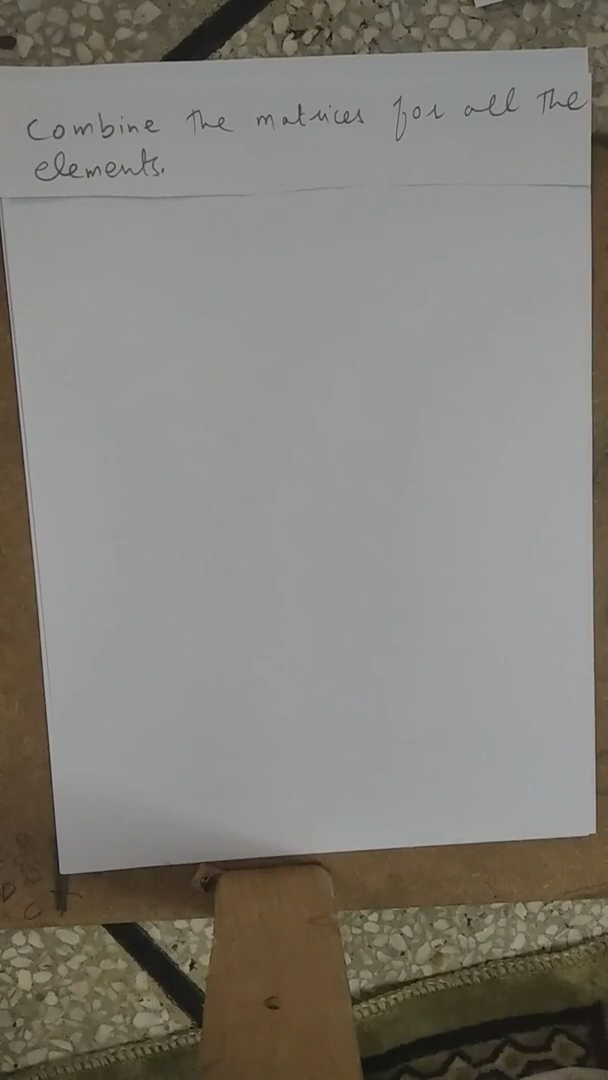 Combine the matrices for all the
elements.